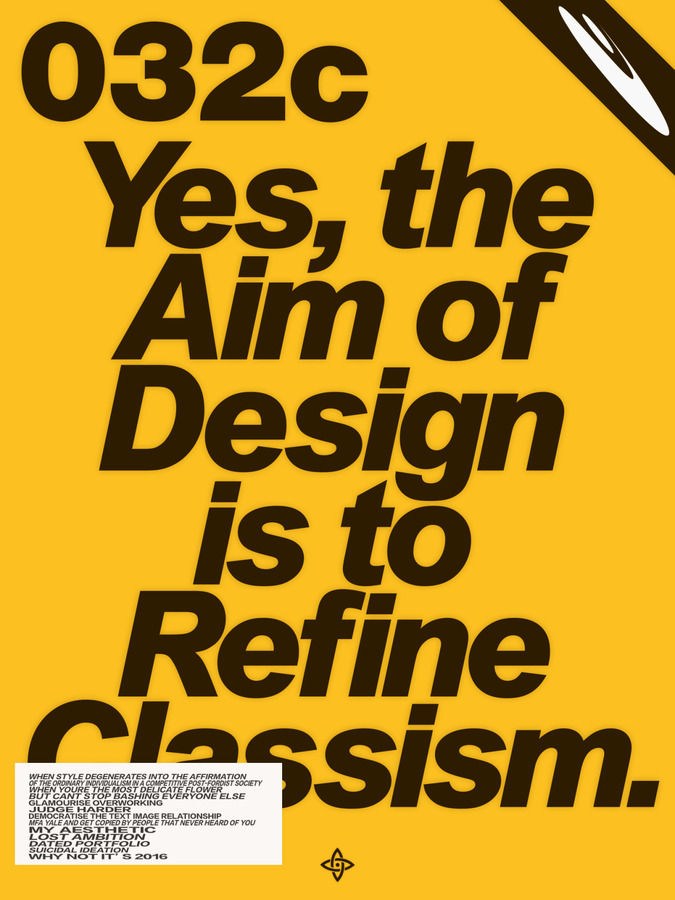 032c
Yes, the
Aim of
Design
is to
Refine
Classism.
WHEN STYLE DEGENERATES INTO THE AFFIRMATION
OF THE ORDINARY INDIVIDUALISM IN A COMPETITIVE POST-FORDIST SOCIETY
WHEN YOURE THE MOST DELICATE FLOWER
BUT CANT STOP BASHING EVERYONE ELSE
GLAMOURISE OVERWORKING
JUDGE HARDER
DEMOCRATISE THE TEXT IMAGE RELATIONSHIP
MFA YALE AND GET COPIED BY PEOPLE THAT NEVER HEARD OF YOU
MY AESTHETIC
LOST AMBITION
DATED PORTFOLIO
SUICIDAL IDEATION
WHY NOT IT' S 2016